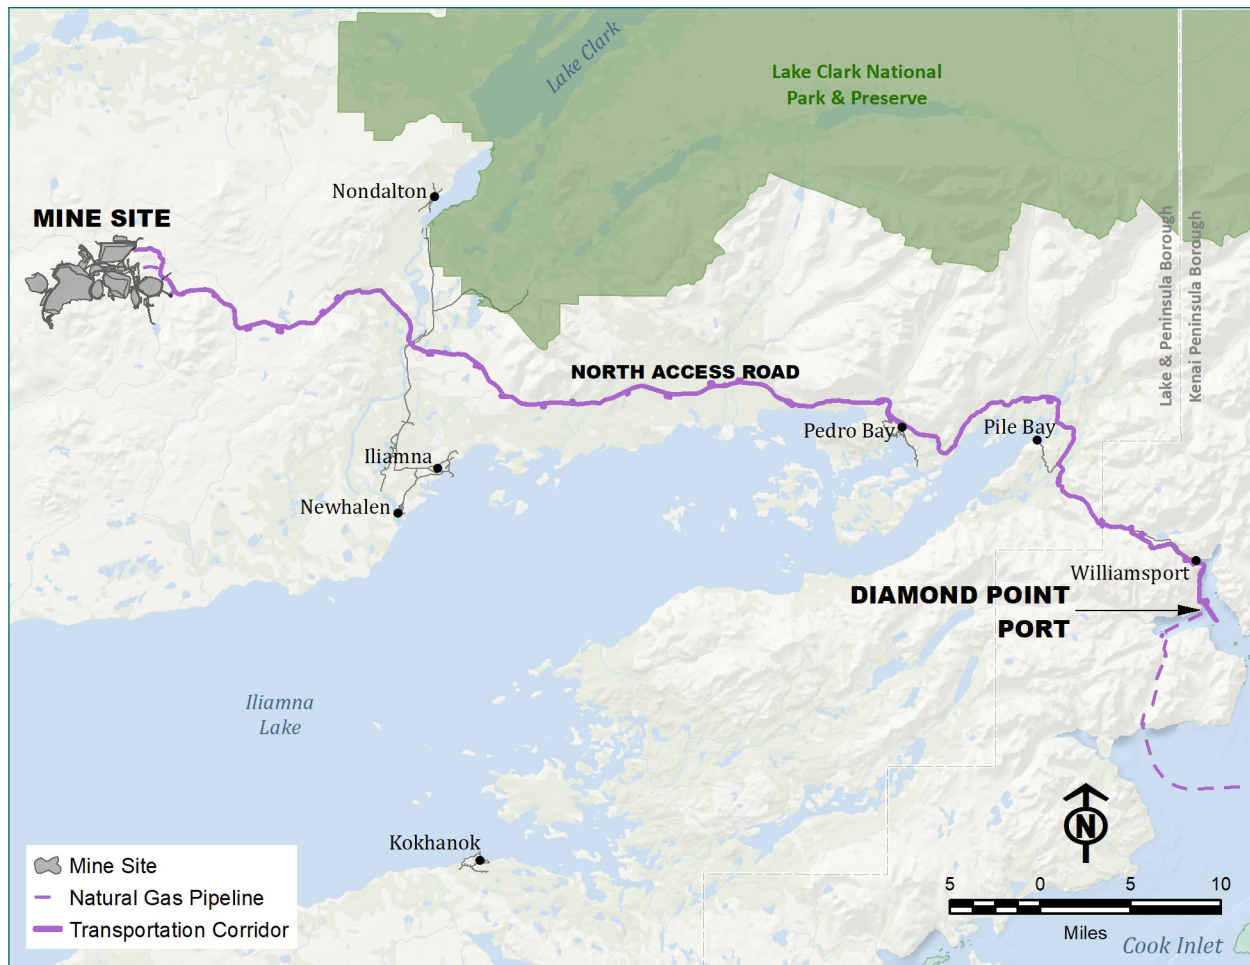 Lake Clark
Lake Clark National
Park & Preserve
Nondalton
MINE SITE
Lake & Peninsula Borough
Kenai Peninsula Borough
NORTH ACCESS ROAD
Pedro Bay
Pile Bay
Iliamna
Newhalen
Williamsport
DIAMOND POINT
PORT
Iliamna
Lake
Kokhanok
N
Mine Site
Natural Gas Pipeline
Transportation Corridor
5 0 5 10
Miles
Cook Inlet